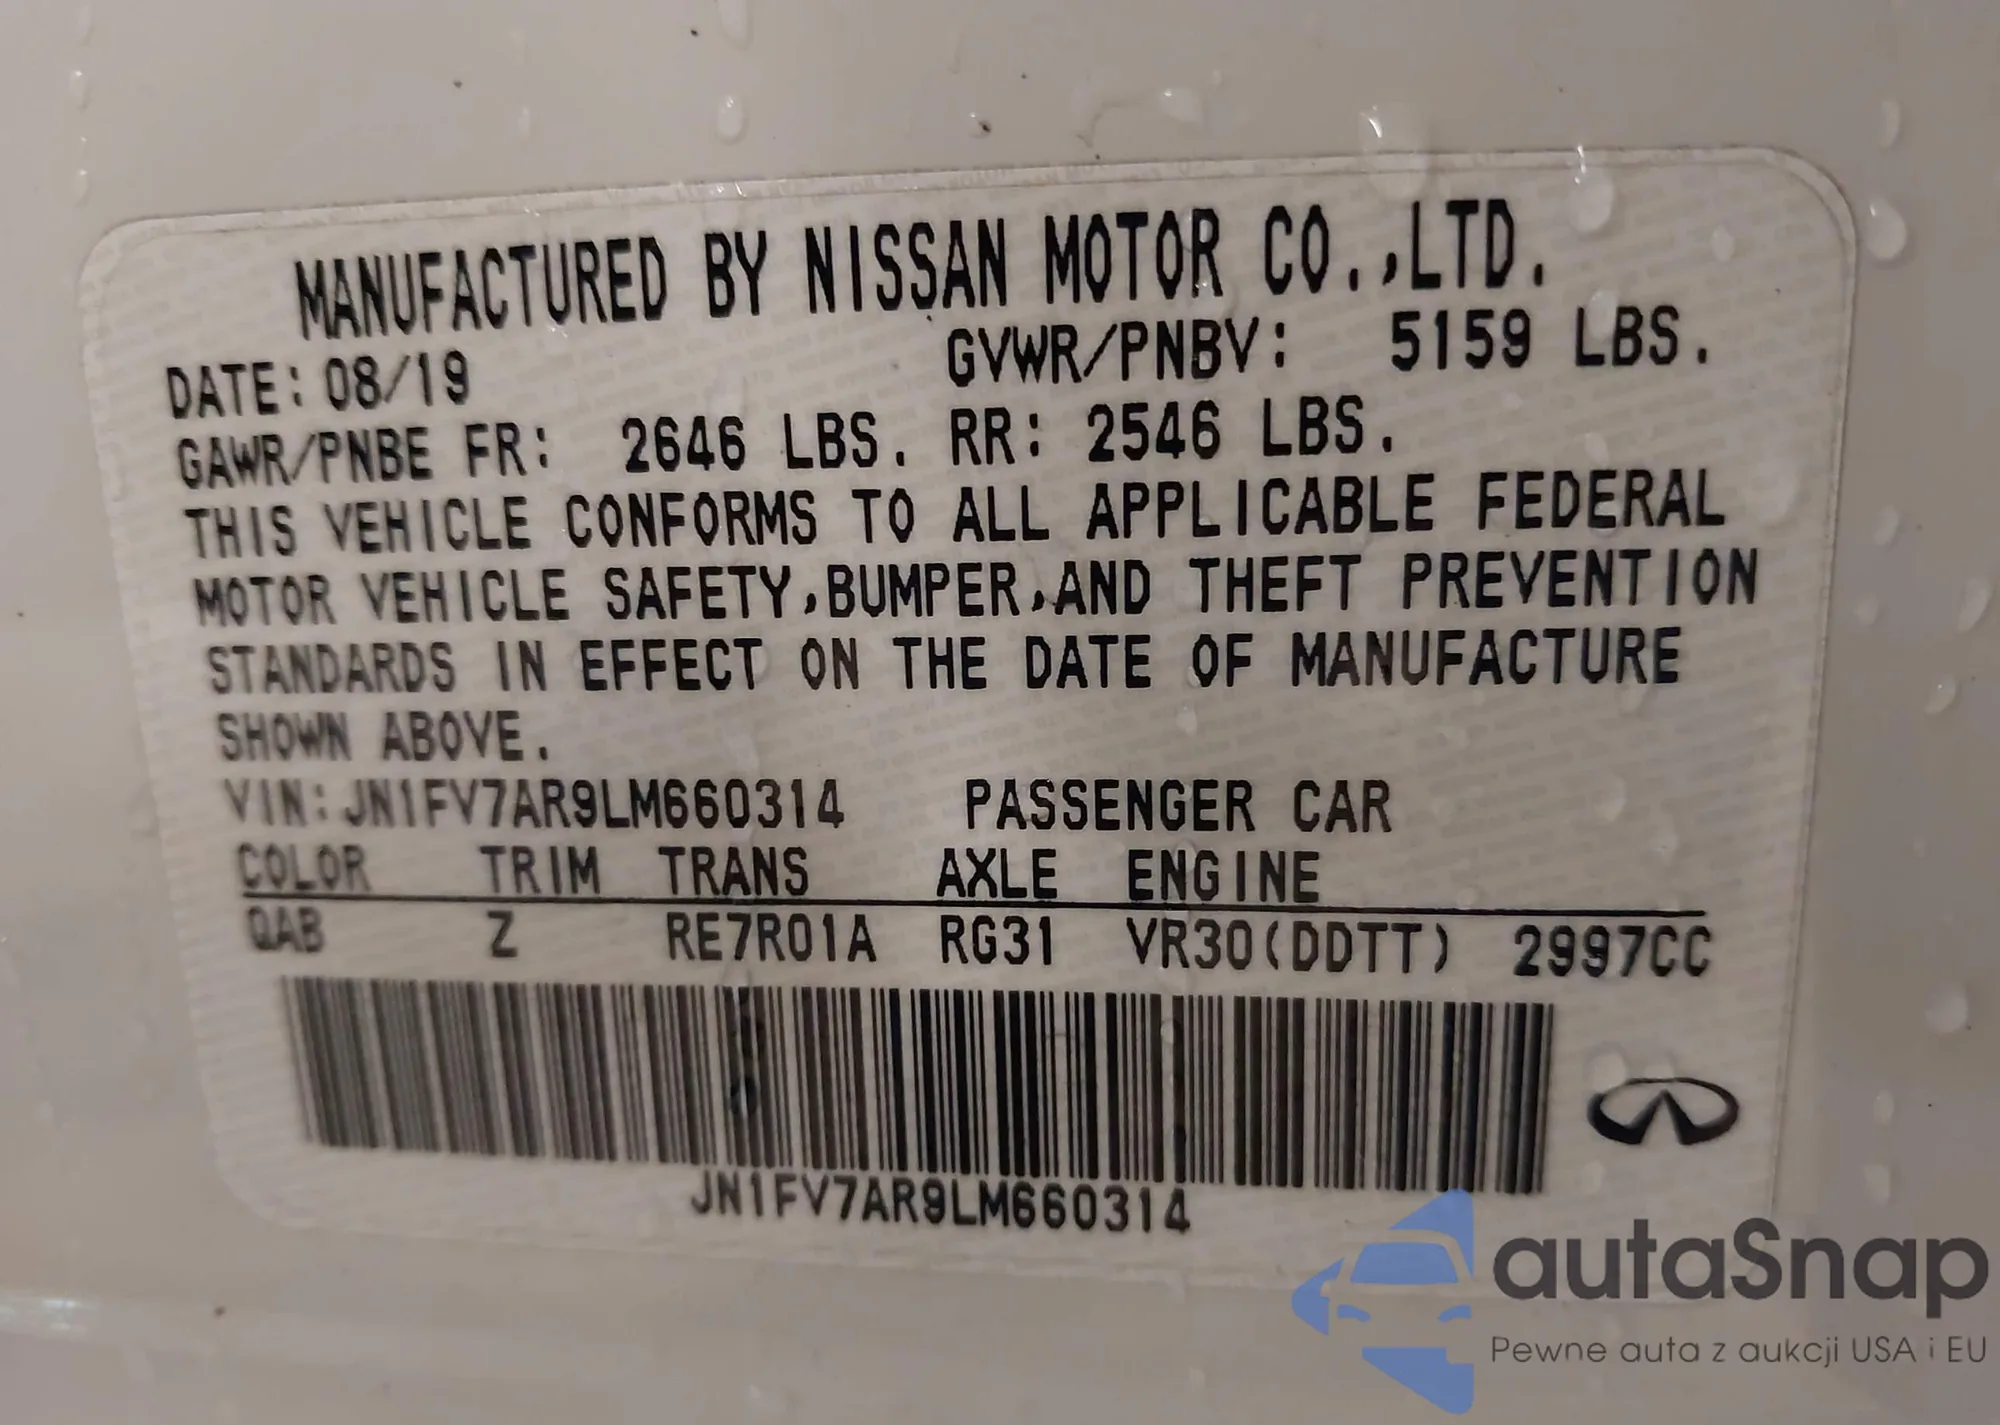 MANUFACTURED BY NISSAN MOTOR CO.,LTD.
DATE: 08/19 GVWR/PNBV: 5159 LBS.
GAWR/PNBE FR: 2646 LBS. RR: 2546 LBS.
THIS VEHICLE CONFORMS TO ALL APPLICABLE FEDERAL
MOTOR VEHICLE SAFETY,BUMPER,AND THEFT PREVENTION
STANDARDS IN EFFECT ON THE DATE OF MANUFACTURE
SHOWN ABOVE.
VIN:JN1FV7AR9LM660314 PASSENGER CAR
COLOR TRIM TRANS AXLE ENGINE
QAB Z RE7R01A RG31 VR30(DDTT) 2997CC
JN1FV7AR9LM660314
autaSnap
Pewne auta z aukcji USA i EU